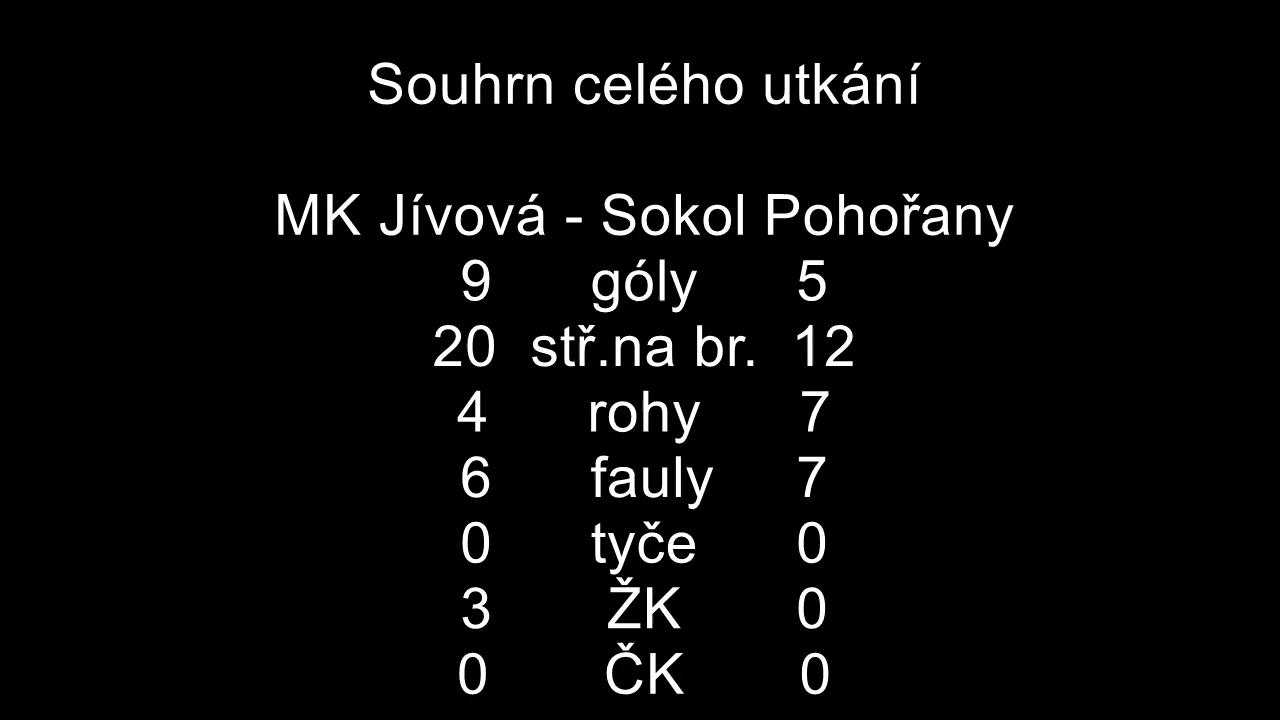 Souhrn celého utkání
MK Jívová - Sokol Pohořany
9 góly 5
20 stř.na br. 12
4 rohy 7
6 fauly 7
0 tyče 0
3 ŽK 0
0 ČK 0